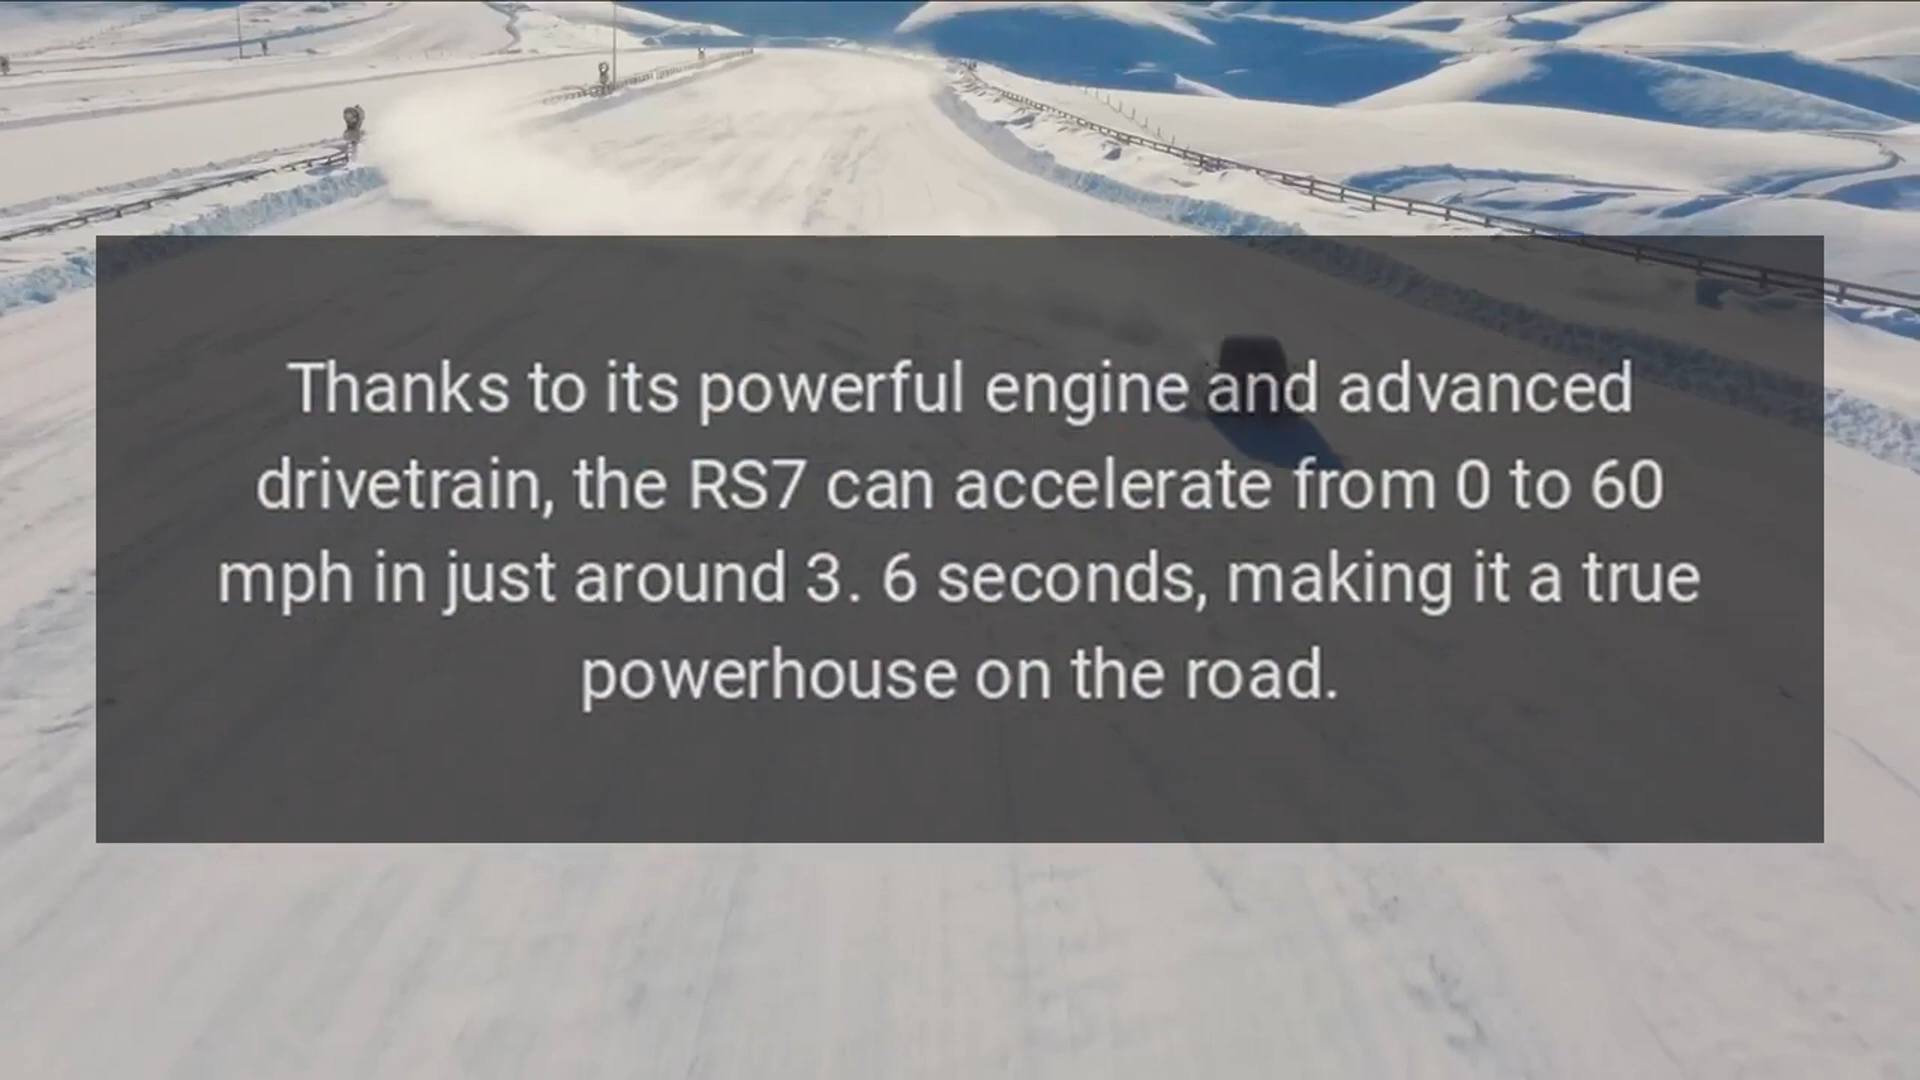 Thanks to its powerful engine and advanced
drivetrain, the RS7 can accelerate from 0 to 60
mph in just around 3. 6 seconds, making it a true
powerhouse on the road.